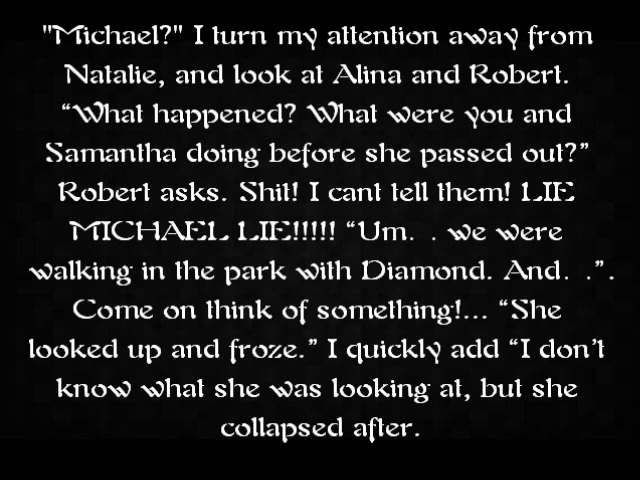 "Michael?" I turn my attention away from
Natalie, and look at Alina and Robert.
“What happened? What were you and
Samantha doing before she passed out?”
Robert asks. Shit! I cant tell them! LIE
MICHAEL LIE!!!!! “Um. . we were
walking in the park with Diamond. And. .”.
Come on think of something!... “She
looked up and froze.” I quickly add “I don’t
know what she was looking at, but she
collapsed after.